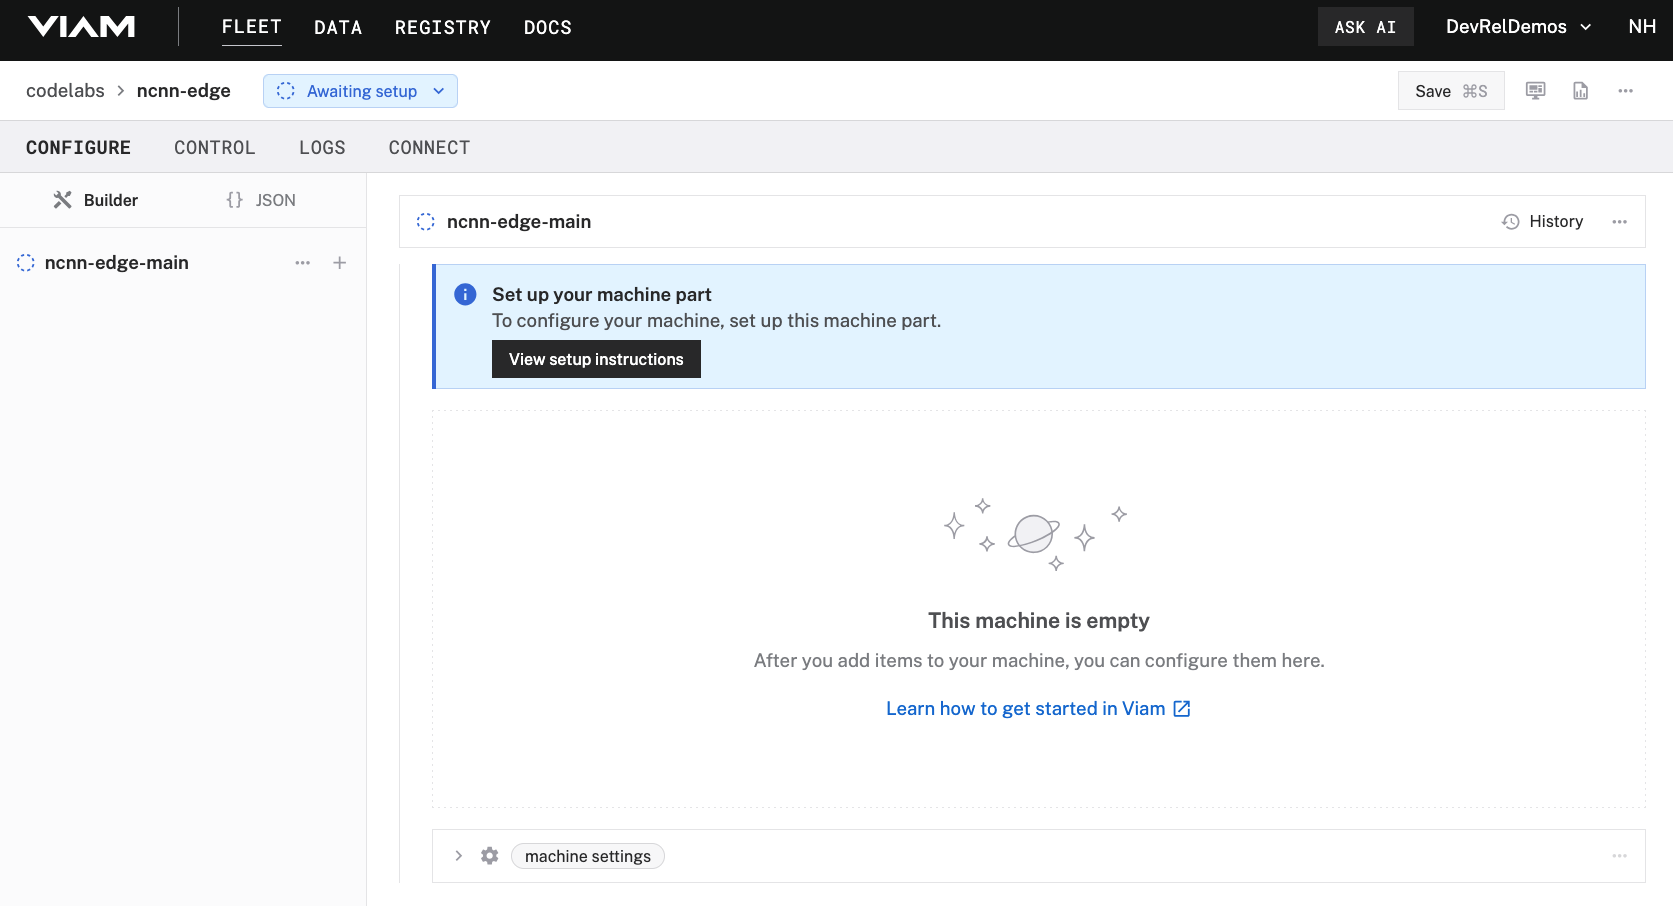 VIAM FLEET DATA REGISTRY DOCS ASK AI DevRelDemos NH
codelabs > ncnn-edge Awaiting setup Save ⌘S
CONFIGURE CONTROL LOGS CONNECT
Builder {} JSON
ncnn-edge-main
ncnn-edge-main History
Set up your machine part
To configure your machine, set up this machine part.
View setup instructions
This machine is empty
After you add items to your machine, you can configure them here.
Learn how to get started in Viam
machine settings